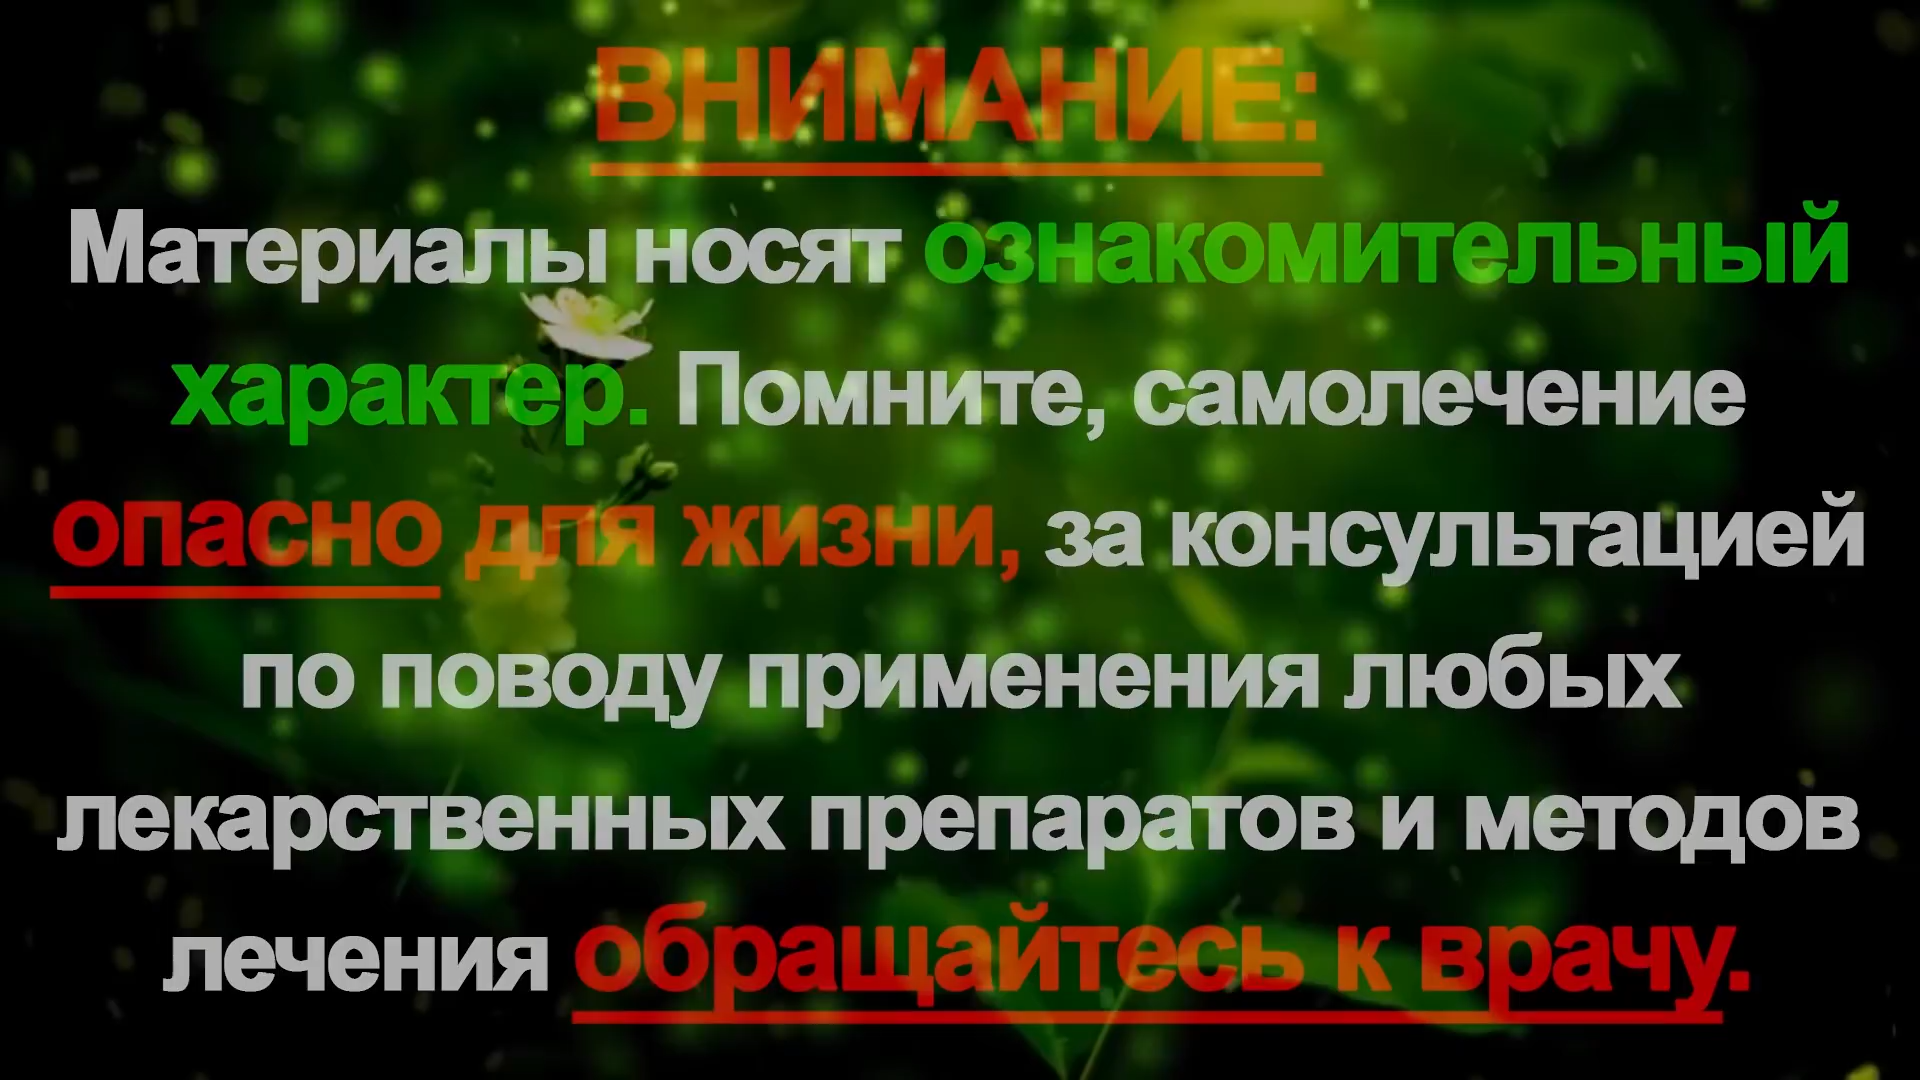 ВНИМАНИЕ:
Материалы носят ознакомительный
характер. Помните, самолечение
опасно для жизни, за консультацией
по поводу применения любых
лекарственных препаратов и методов
лечения обращайтесь к врачу.